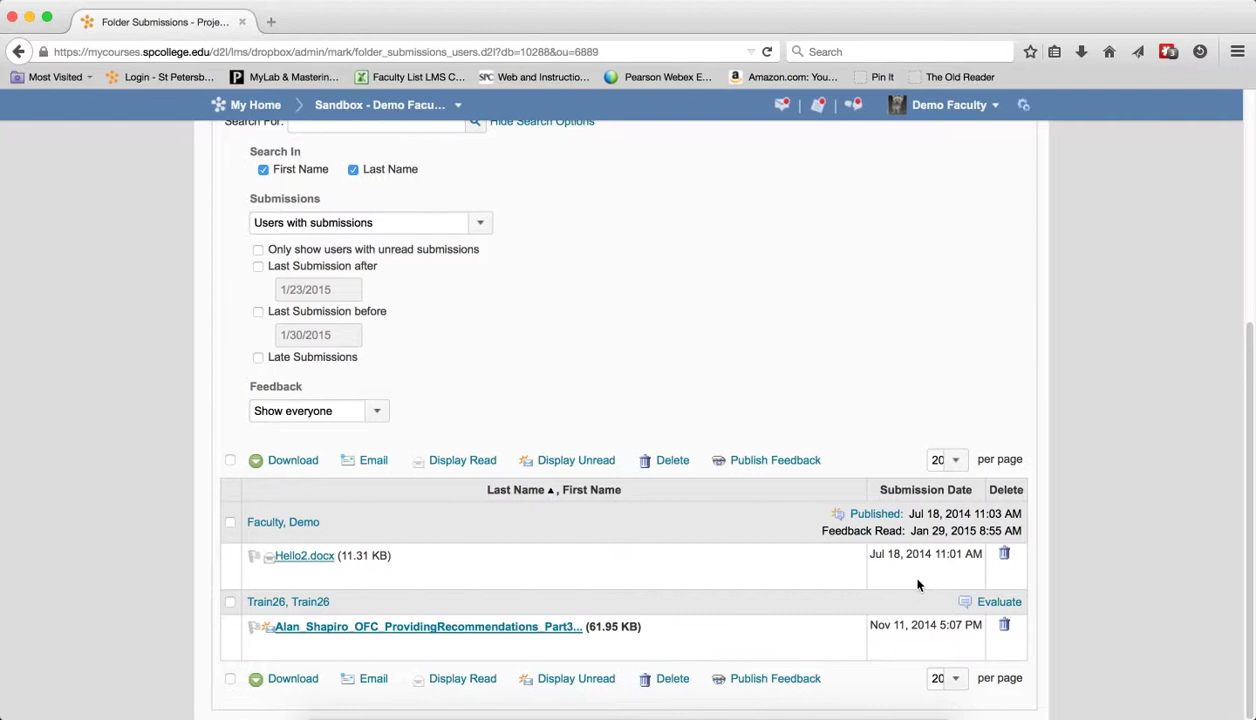 Folder Submissions - Proje...
https://mycourses.spcollege.edu/d2l/lms/dropbox/admin/mark/folder_submissions_users.d2l?db=10288&ou=6889
Search
Most Visited
Login - St Petersb...
MyLab & Mastering...
Faculty List LMS C...
SPC Web and Instructio...
Pearson Webex E...
Amazon.com: You...
Pin It
The Old Reader
My Home
Sandbox - Demo Facu...
Demo Faculty
Search For:
Hide Search Options
Search In
First Name
Last Name
Submissions
Users with submissions
Only show users with unread submissions
Last Submission after
1/23/2015
Last Submission before
1/30/2015
Late Submissions
Feedback
Show everyone
Download Email Display Read Display Unread Delete Publish Feedback 20 per page
Last Name ▲, First Name Submission Date Delete
Faculty, Demo Published: Jul 18, 2014 11:03 AM
Feedback Read: Jan 29, 2015 8:55 AM
Hello2.docx (11.31 KB) Jul 18, 2014 11:01 AM
Train26, Train26 Evaluate
Alan_Shapiro_OFC_ProvidingRecommendations_Part3... (61.95 KB) Nov 11, 2014 5:07 PM
Download Email Display Read Display Unread Delete Publish Feedback 20 per page